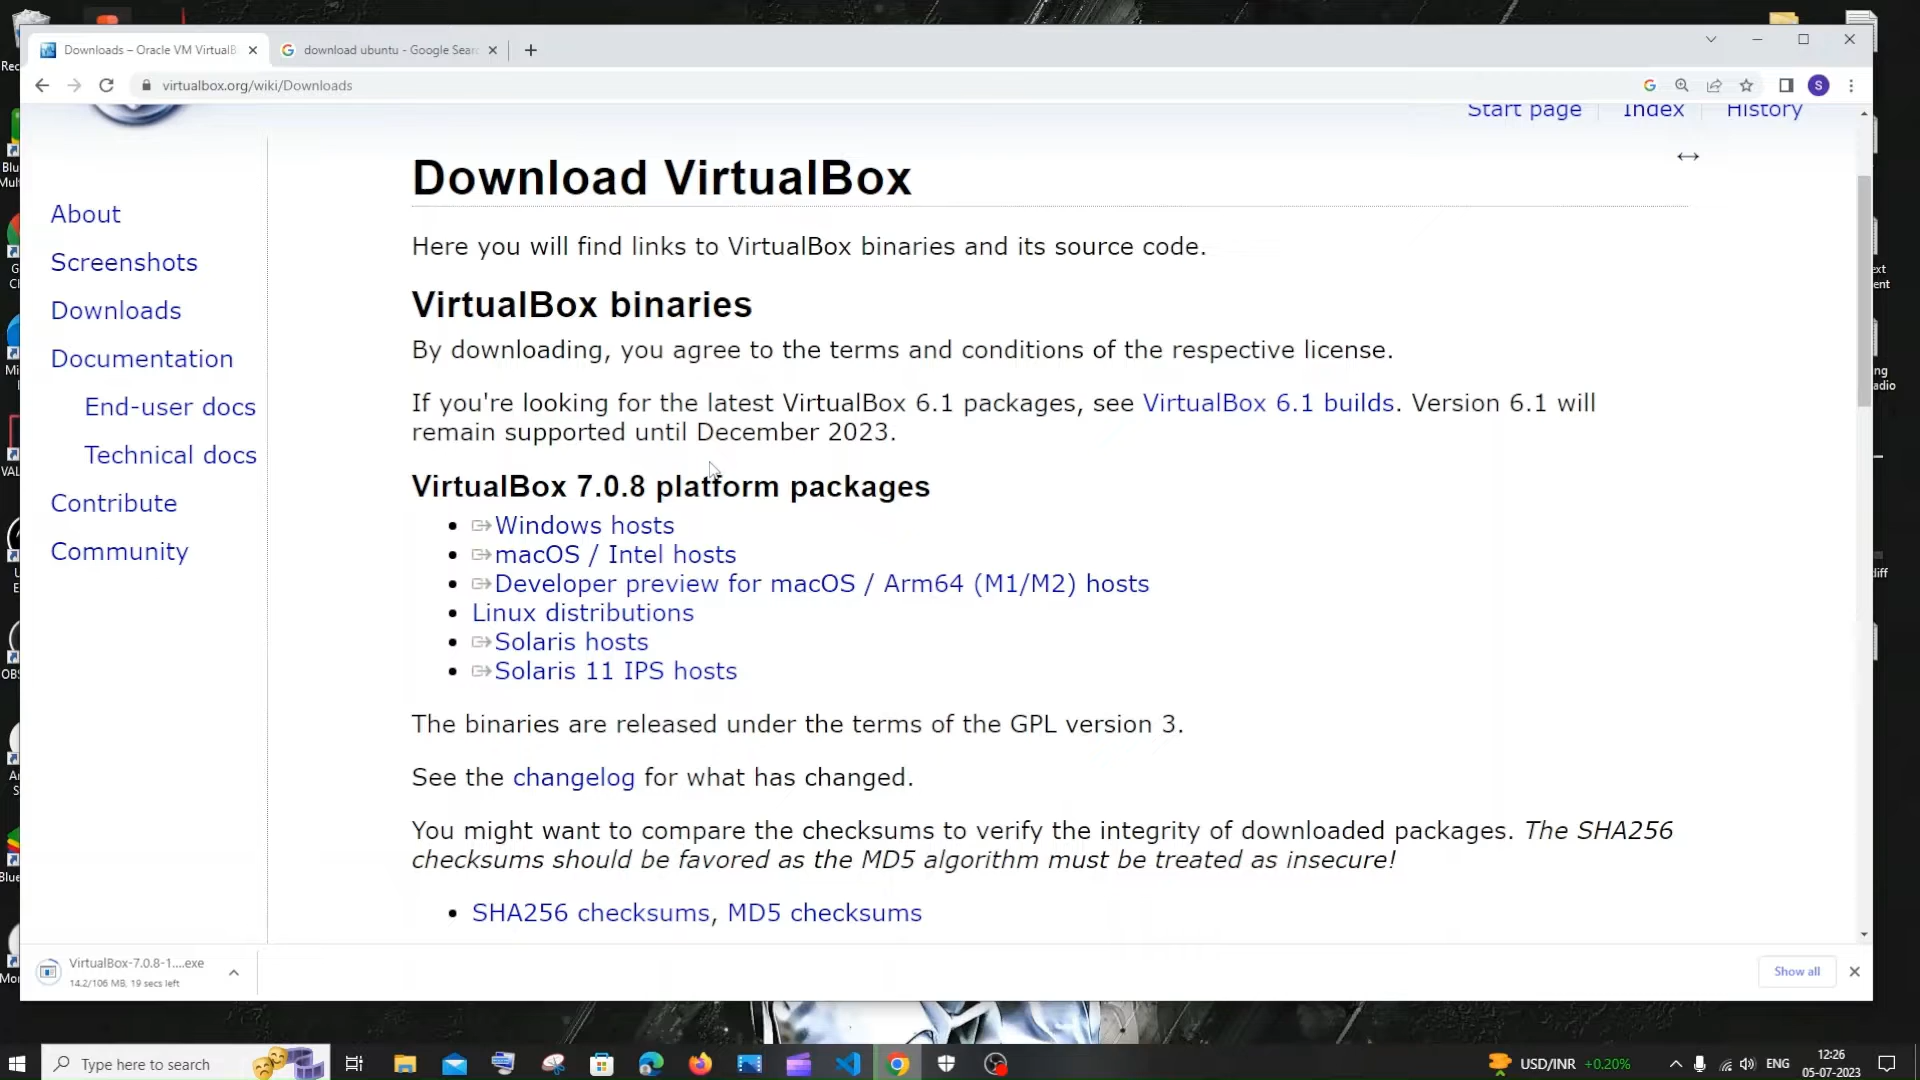 Downloads – Oracle VM VirtualB
download ubuntu - Google Sear
virtualbox.org/wiki/Downloads
S
Start page
Index
History
Download VirtualBox
About
Screenshots
Downloads
Documentation
End-user docs
Technical docs
Contribute
Community
Here you will find links to VirtualBox binaries and its source code.
VirtualBox binaries
By downloading, you agree to the terms and conditions of the respective license.
If you're looking for the latest VirtualBox 6.1 packages, see VirtualBox 6.1 builds. Version 6.1 will
remain supported until December 2023.
VirtualBox 7.0.8 platform packages
Windows hosts
macOS / Intel hosts
Developer preview for macOS / Arm64 (M1/M2) hosts
Linux distributions
Solaris hosts
Solaris 11 IPS hosts
The binaries are released under the terms of the GPL version 3.
See the changelog for what has changed.
You might want to compare the checksums to verify the integrity of downloaded packages. The SHA256
checksums should be favored as the MD5 algorithm must be treated as insecure!
SHA256 checksums, MD5 checksums
VirtualBox-7.0.8-1....exe
14.2/106 MB, 19 secs left
Show all
Type here to search
USD/INR +0.20%
ENG
12:26
05-07-2023